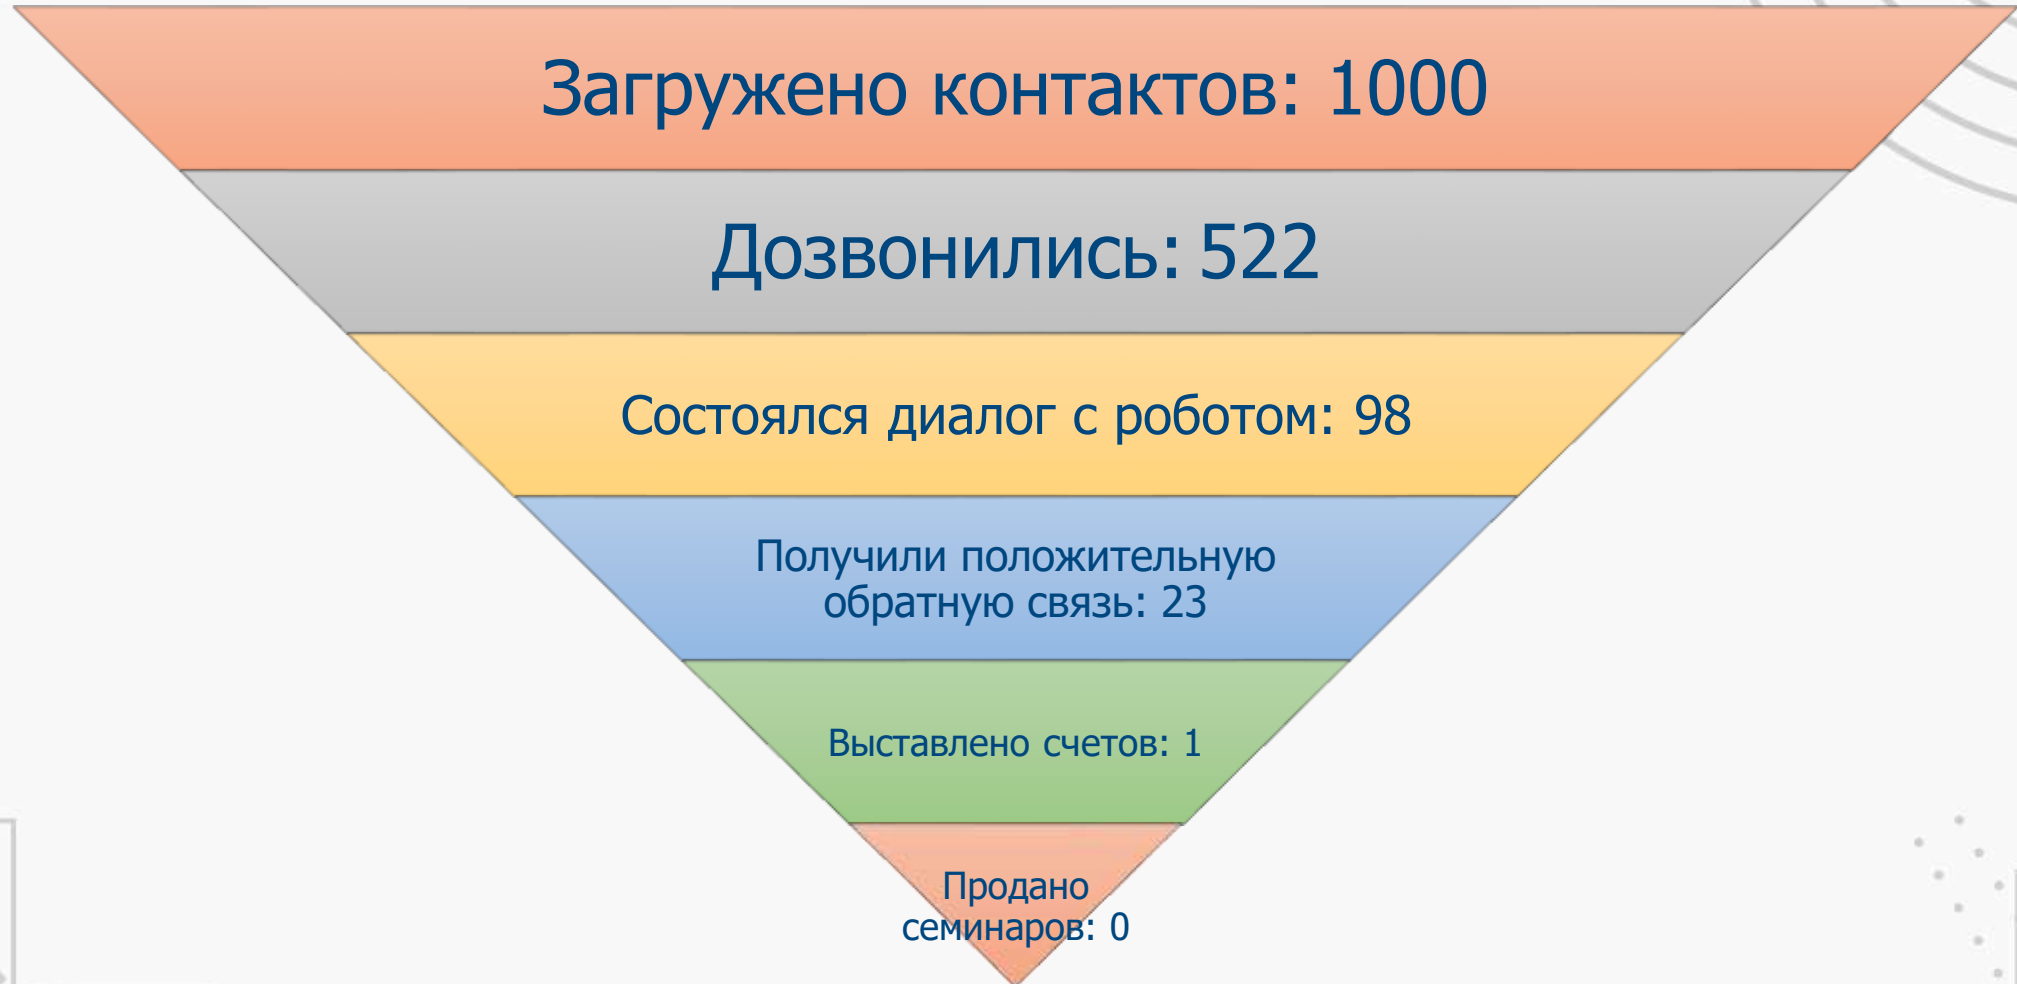 Загружено контактов: 1000
Дозвонились: 522
Состоялся диалог с роботом: 98
Получили положительную
обратную связь: 23
Выставлено счетов: 1
Продано
семинаров: 0